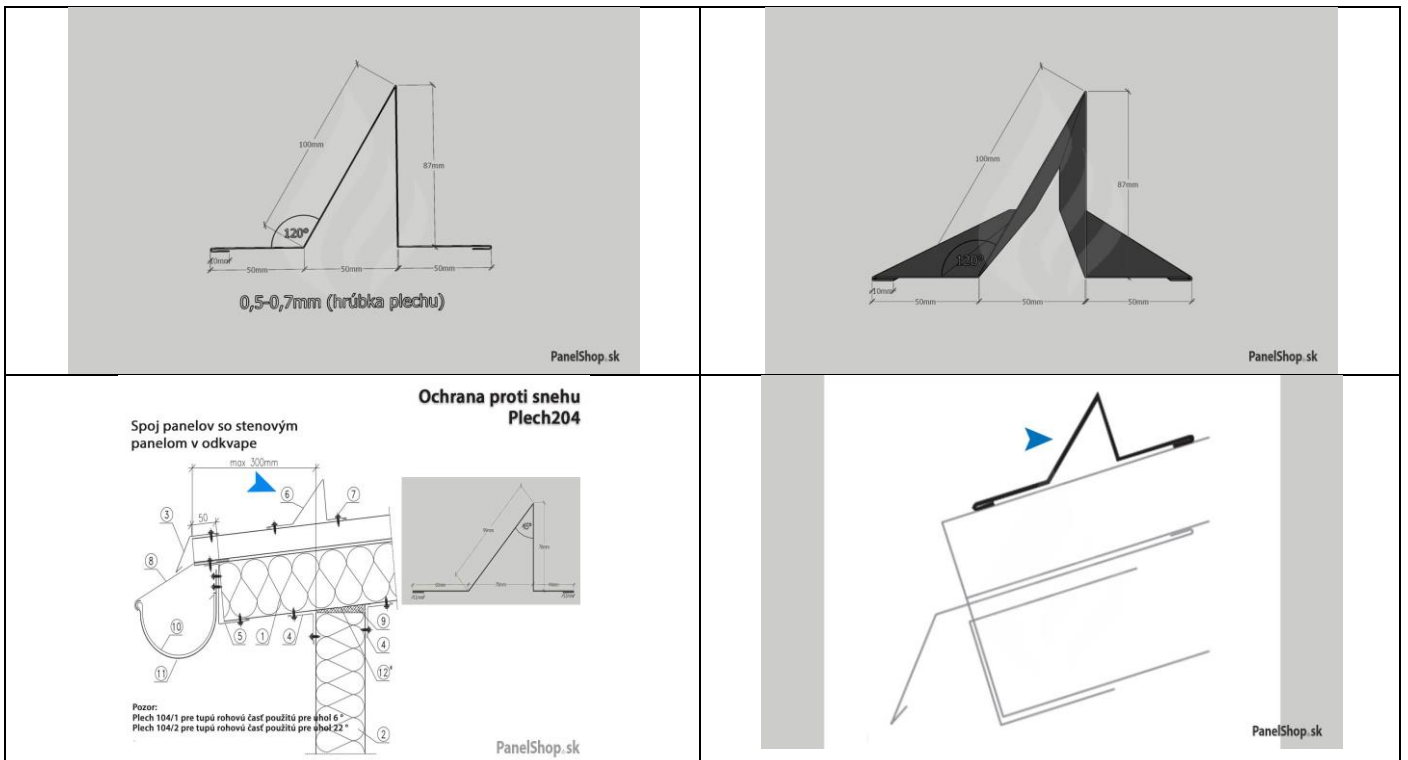 100mm
87mm
120°
10mm
50mm
50mm
50mm
0,5-0,7mm (hrúbka plechu)
PanelShop.sk
100mm
87mm
120°
10mm
50mm
50mm
50mm
PanelShop.sk
Ochrana proti snehu
Plech204
Spoj panelov so stenovým
panelom v odkvape
max 300mm
6
7
50
3
8
10
11
5
1
4
9
4
12*
2
Pozor:
Plech 104/1 pre tupú rohovú časť použitú pre uhol 6 °
Plech 104/2 pre tupú rohovú časť použitú pre uhol 22 °
PanelShop.sk
PanelShop.sk